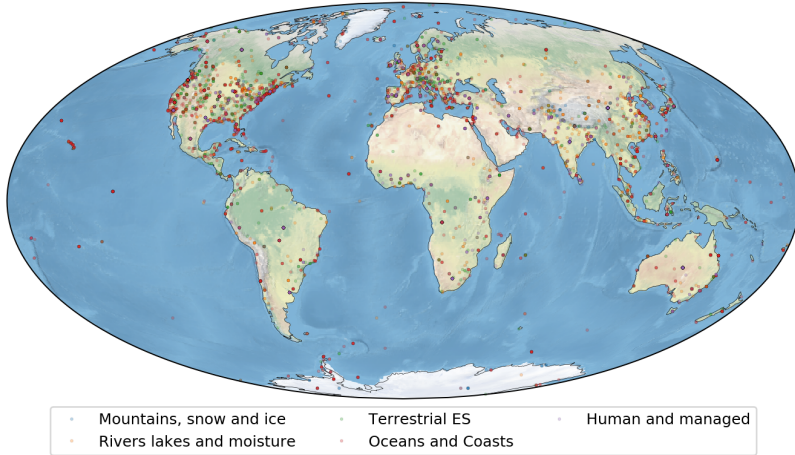 Mountains, snow and ice
Terrestrial ES
Human and managed
Rivers lakes and moisture
Oceans and Coasts